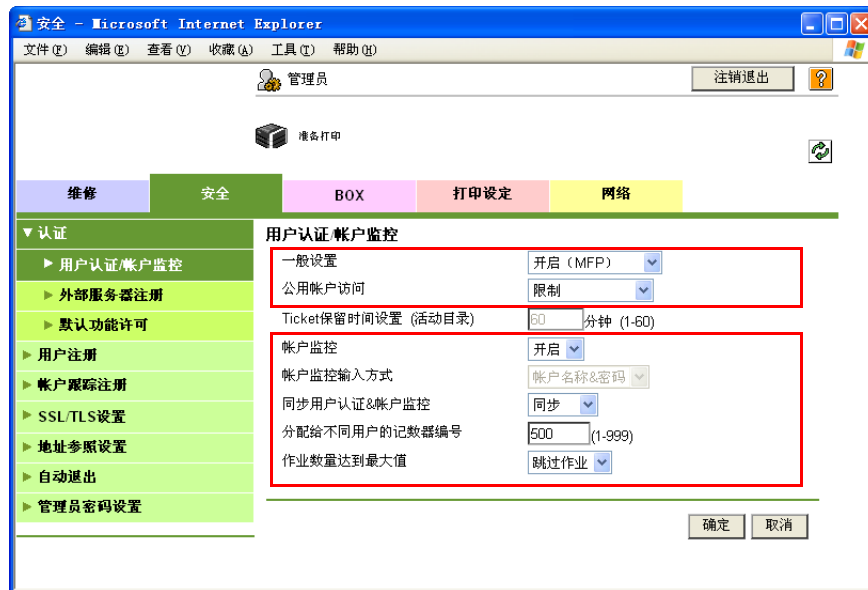 安全 - Microsoft Internet Explorer
文件(F) 编辑(E) 查看(V) 收藏(A) 工具(T) 帮助(H)
管理员 注销退出 ?
准备打印
维修 安全 BOX 打印设定 网络
▼认证
▶ 用户认证/帐户监控
▶ 外部服务器注册
▶ 默认功能许可
▶ 用户注册
▶ 帐户跟踪注册
▶ SSL/TLS设置
▶ 地址参照设置
▶ 自动退出
▶ 管理员密码设置
用户认证/帐户监控
一般设置 开启（MFP）
公用帐户访问 限制
Ticket保留时间设置 (活动目录) 60 分钟 (1-60)
帐户监控 开启
帐户监控输入方式 帐户名称&密码
同步用户认证&帐户监控 同步
分配给不同用户的记数器编号 500 (1-999)
作业数量达到最大值 跳过作业
确定 取消